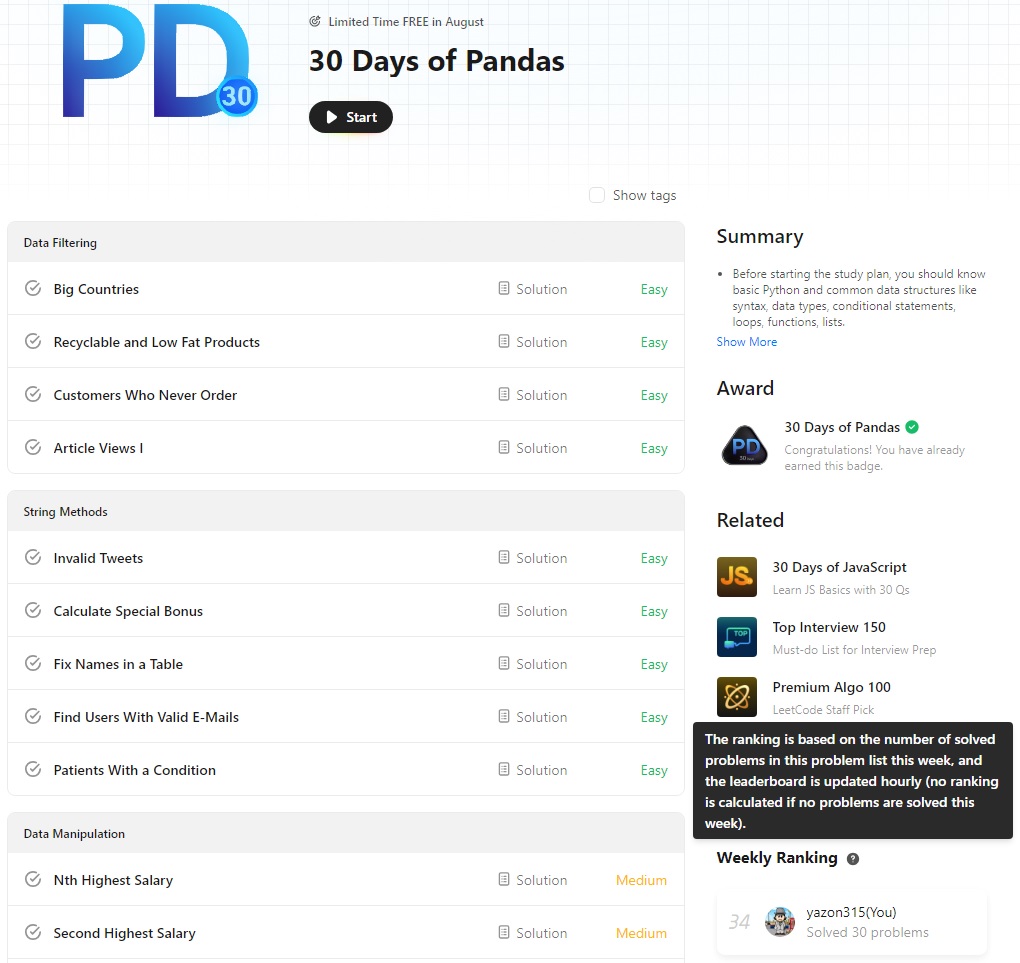 PD
30
Limited Time FREE in August
30 Days of Pandas
Start
Show tags
Data Filtering
Big Countries Solution Easy
Recyclable and Low Fat Products Solution Easy
Customers Who Never Order Solution Easy
Article Views I Solution Easy
String Methods
Invalid Tweets Solution Easy
Calculate Special Bonus Solution Easy
Fix Names in a Table Solution Easy
Find Users With Valid E-Mails Solution Easy
Patients With a Condition Solution Easy
Data Manipulation
Nth Highest Salary Solution Medium
Second Highest Salary Solution Medium
Summary
• Before starting the study plan, you should know
basic Python and common data structures like
syntax, data types, conditional statements,
loops, functions, lists.
Show More
Award
PD
30 days
30 Days of Pandas
Congratulations! You have already
earned this badge.
Related
JS
30 Days of JavaScript
Learn JS Basics with 30 Qs
TOP
Top Interview 150
Must-do List for Interview Prep
Premium Algo 100
LeetCode Staff Pick
The ranking is based on the number of solved
problems in this problem list this week, and
the leaderboard is updated hourly (no ranking
is calculated if no problems are solved this
week).
Weekly Ranking ?
34
yazon315(You)
Solved 30 problems